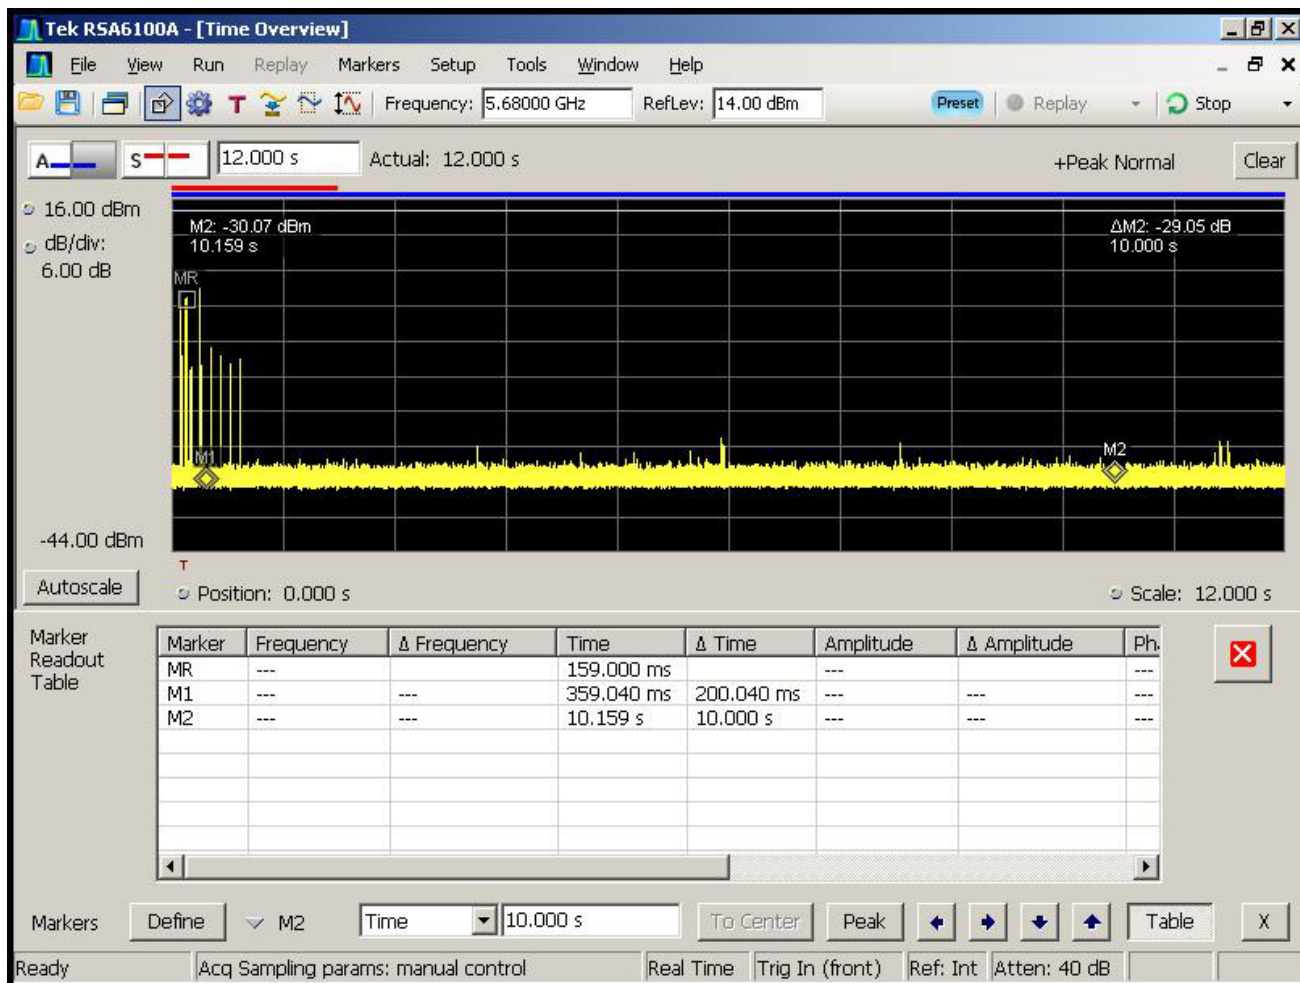 Tek RSA6100A - [Time Overview]
File View Run Replay Markers Setup Tools Window Help
T Frequency: 5.68000 GHz RefLev: 14.00 dBm Preset Replay Stop
A S 12.000 s Actual: 12.000 s +Peak Normal Clear
16.00 dBm
dB/div:
6.00 dB
M2: -30.07 dBm
10.159 s
ΔM2: -29.05 dB
10.000 s
MR
M1
M2
-44.00 dBm
T
Autoscale Position: 0.000 s Scale: 12.000 s
Marker
Readout
Table
Marker Frequency Δ Frequency Time Δ Time Amplitude Δ Amplitude Ph
MR --- 159.000 ms ---  ---
M1 --- --- 359.040 ms 200.040 ms --- --- ---
M2 --- --- 10.159 s 10.000 s --- --- ---
Markers Define M2 Time 10.000 s To Center Peak Table X
Ready Acq Sampling params: manual control Real Time Trig In (front) Ref: Int Atten: 40 dB